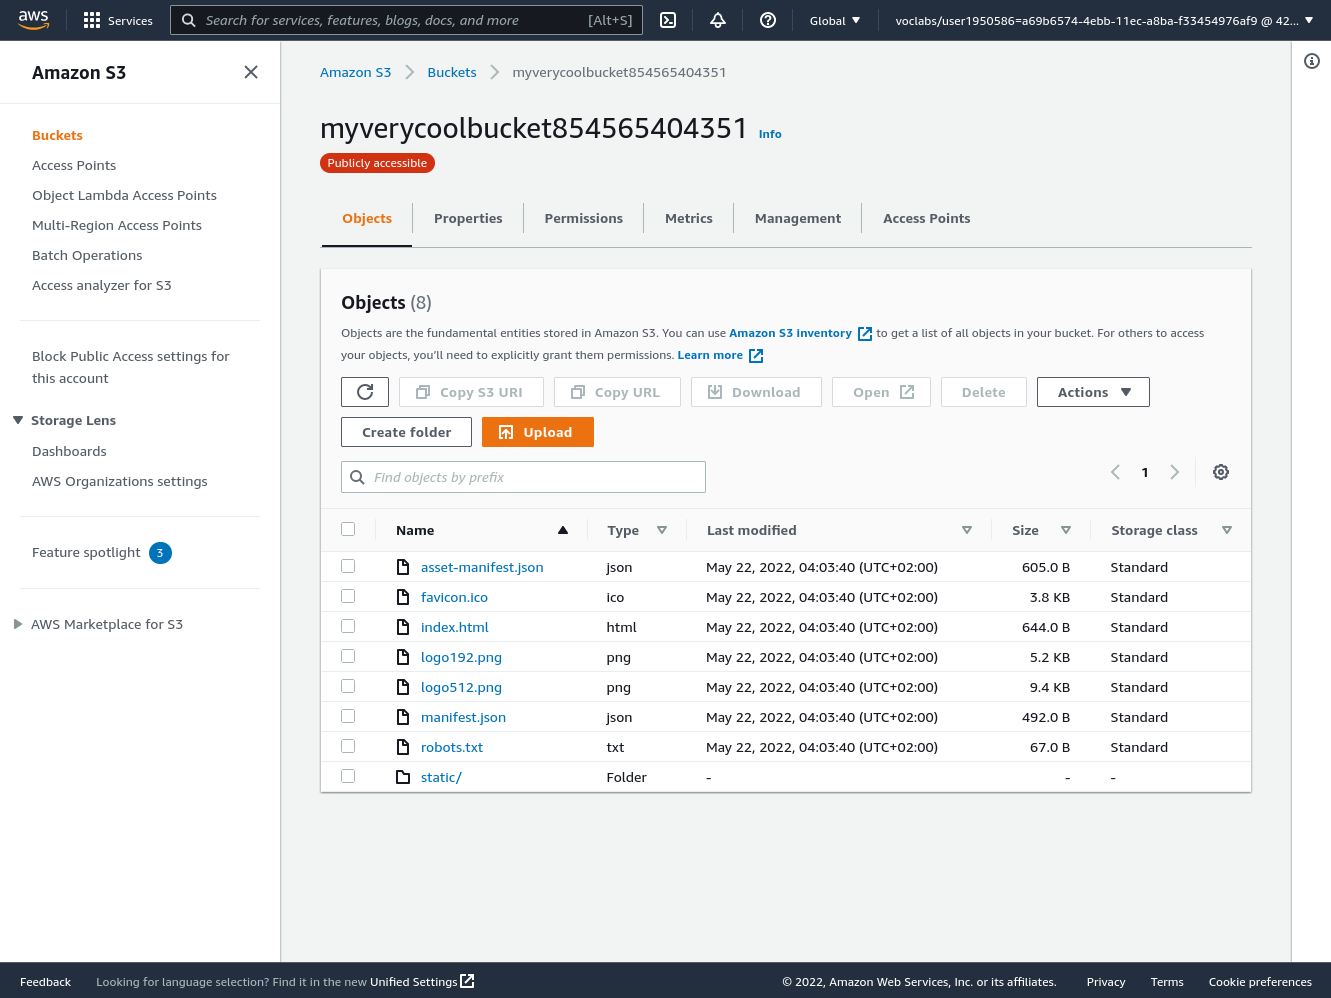 aws Services Search for services, features, blogs, docs, and more [Alt+S] Global voclabs/user1950586=a69b6574-4ebb-11ec-a8ba-f33454976af9 @ 42...
Amazon S3
Buckets
Access Points
Object Lambda Access Points
Multi-Region Access Points
Batch Operations
Access analyzer for S3
Block Public Access settings for
this account
Storage Lens
Dashboards
AWS Organizations settings
Feature spotlight 3
AWS Marketplace for S3
Amazon S3 Buckets myverycoolbucket854565404351
myverycoolbucket854565404351 Info
Publicly accessible
Objects Properties Permissions Metrics Management Access Points
Objects (8)
Objects are the fundamental entities stored in Amazon S3. You can use Amazon S3 inventory to get a list of all objects in your bucket. For others to access
your objects, you'll need to explicitly grant them permissions. Learn more
Copy S3 URI Copy URL Download Open Delete Actions
Create folder Upload
Find objects by prefix 1
Name Type Last modified Size Storage class
asset-manifest.json json May 22, 2022, 04:03:40 (UTC+02:00) 605.0 B Standard
favicon.ico ico May 22, 2022, 04:03:40 (UTC+02:00) 3.8 KB Standard
index.html html May 22, 2022, 04:03:40 (UTC+02:00) 644.0 B Standard
logo192.png png May 22, 2022, 04:03:40 (UTC+02:00) 5.2 KB Standard
logo512.png png May 22, 2022, 04:03:40 (UTC+02:00) 9.4 KB Standard
manifest.json json May 22, 2022, 04:03:40 (UTC+02:00) 492.0 B Standard
robots.txt txt May 22, 2022, 04:03:40 (UTC+02:00) 67.0 B Standard
static/ Folder - - -
Feedback Looking for language selection? Find it in the new Unified Settings © 2022, Amazon Web Services, Inc. or its affiliates. Privacy Terms Cookie preferences